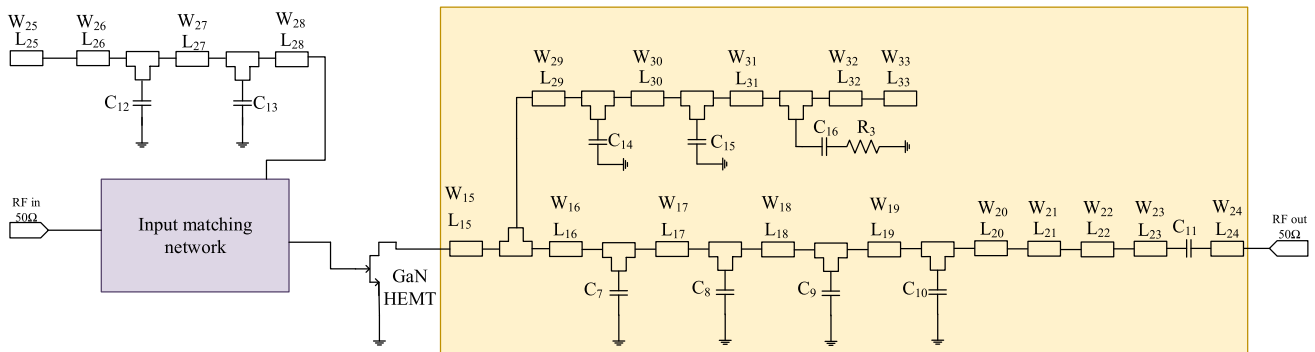 W₂₅ W₂₆ W₂₇ W₂₈
L₂₅ L₂₆ L₂₇ L₂₈
C₁₂ C₁₃
W₂₉ W₃₀ W₃₁ W₃₂ W₃₃
L₂₉ L₃₀ L₃₁ L₃₂ L₃₃
C₁₄ C₁₅ C₁₆ R₃
RF in
50Ω
Input matching
network
GaN
HEMT
W₁₅ W₁₆ W₁₇ W₁₈ W₁₉ W₂₀ W₂₁ W₂₂ W₂₃ W₂₄
L₁₅ L₁₆ L₁₇ L₁₈ L₁₉ L₂₀ L₂₁ L₂₂ L₂₃ C₁₁ L₂₄
RF out
50Ω
C₇ C₈ C₉ C₁₀